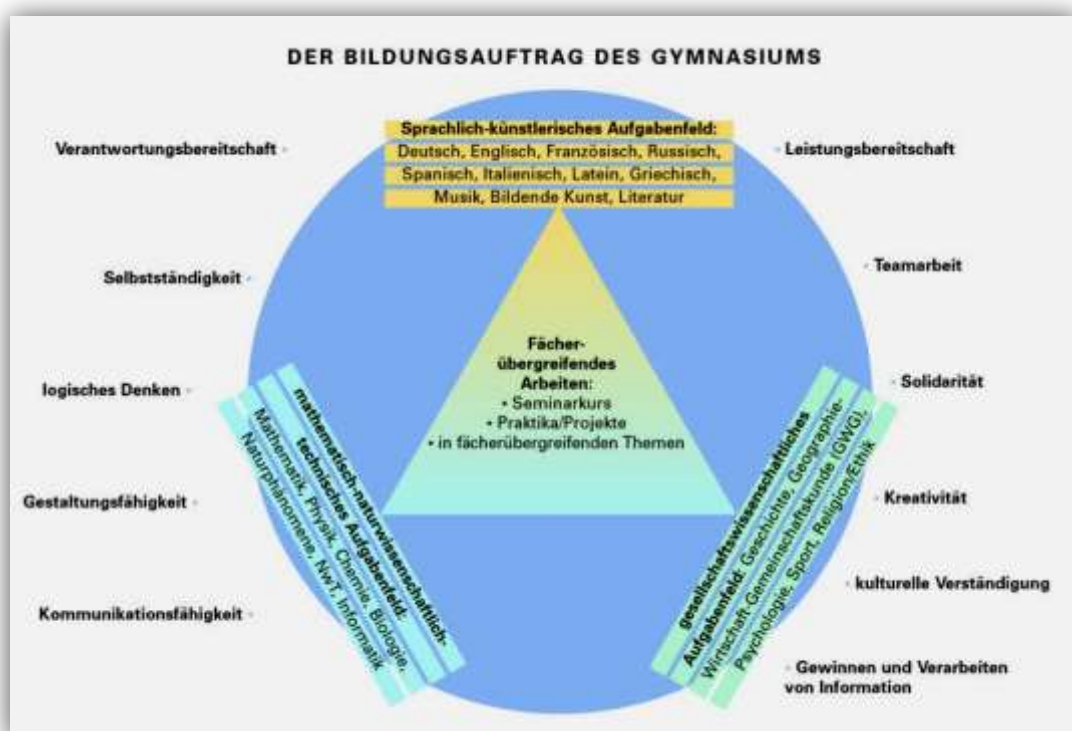 DER BILDUNGSAUFTRAG DES GYMNASIUMS
Sprachlich-künstlerisches Aufgabenfeld:
Deutsch, Englisch, Französisch, Russisch,
Spanisch, Italienisch, Latein, Griechisch,
Musik, Bildende Kunst, Literatur
Verantwortungsbereitschaft
Selbstständigkeit
logisches Denken
Gestaltungsfähigkeit
Kommunikationsfähigkeit
mathematisch-naturwissenschaftlich-
technisches Aufgabenfeld:
Mathematik, Physik, Chemie, Biologie,
Naturphänomene, NwT, Informatik
Fächer-
übergreifendes
Arbeiten:
• Seminarkurs
• Praktika/Projekte
• in fächerübergreifenden Themen
gesellschaftswissenschaftliches
Aufgabenfeld: Geschichte, Geographie-
Wirtschaft-Gemeinschaftskunde (GWG),
Psychologie, Sport, Religion/Ethik
Leistungsbereitschaft
Teamarbeit
Solidarität
Kreativität
kulturelle Verständigung
Gewinnen und Verarbeiten
von Information